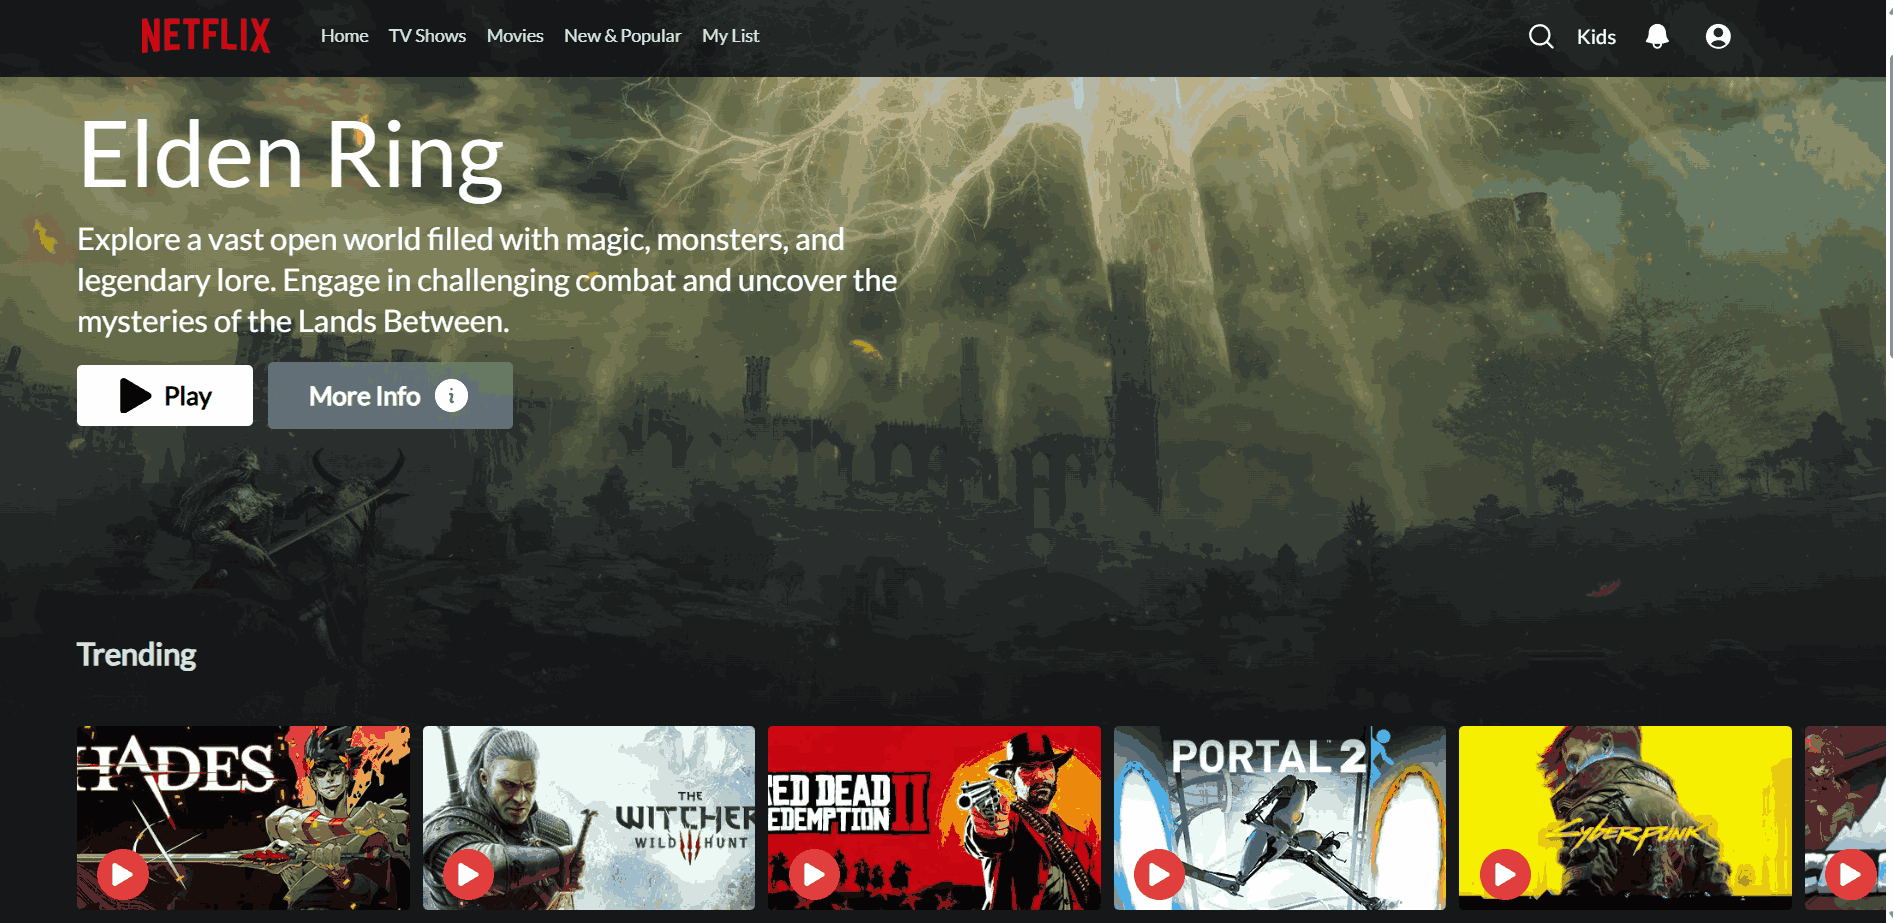 NETFLIX Home TV Shows Movies New & Popular My List Kids
Elden Ring
Explore a vast open world filled with magic, monsters, and
legendary lore. Engage in challenging combat and uncover the
mysteries of the Lands Between.
Play More Info i
Trending
HADES
THE
WITCHER
WILD HUNT
RED DEAD
REDEMPTION II
PORTAL 2
CYBERPUNK